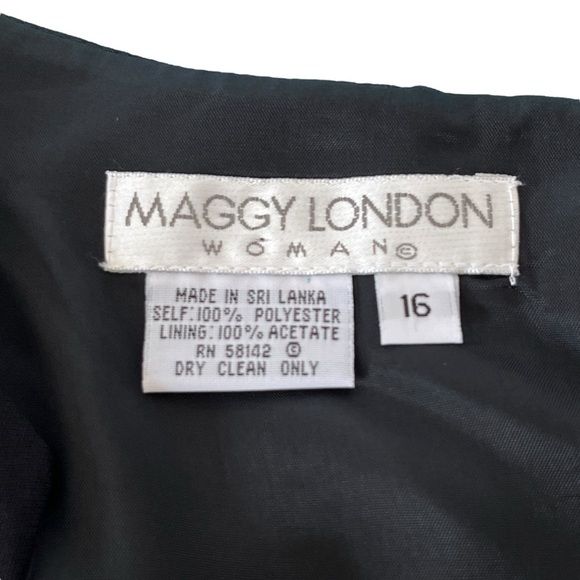 MAGGY LONDON
WOMAN ©
MADE IN SRI LANKA
SELF: 100% POLYESTER
LINING: 100% ACETATE
RN 58142 ©
DRY CLEAN ONLY
16